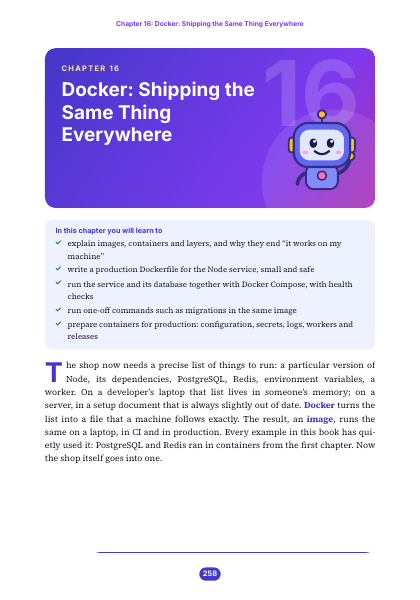 Chapter 16: Docker: Shipping the Same Thing Everywhere
CHAPTER 16
16
Docker: Shipping the
Same Thing
Everywhere
In this chapter you will learn to
explain images, containers and layers, and why they end “it works on my
machine”
write a production Dockerfile for the Node service, small and safe
run the service and its database together with Docker Compose, with health
checks
run one-off commands such as migrations in the same image
prepare containers for production: configuration, secrets, logs, workers and
releases
The shop now needs a precise list of things to run: a particular version of
Node, its dependencies, PostgreSQL, Redis, environment variables, a
worker. On a developer’s laptop that list lives in someone’s memory; on a
server, in a setup document that is always slightly out of date. Docker turns the
list into a file that a machine follows exactly. The result, an image, runs the
same on a laptop, in CI and in production. Every example in this book has qui-
etly used it: PostgreSQL and Redis ran in containers from the first chapter. Now
the shop itself goes into one.
258